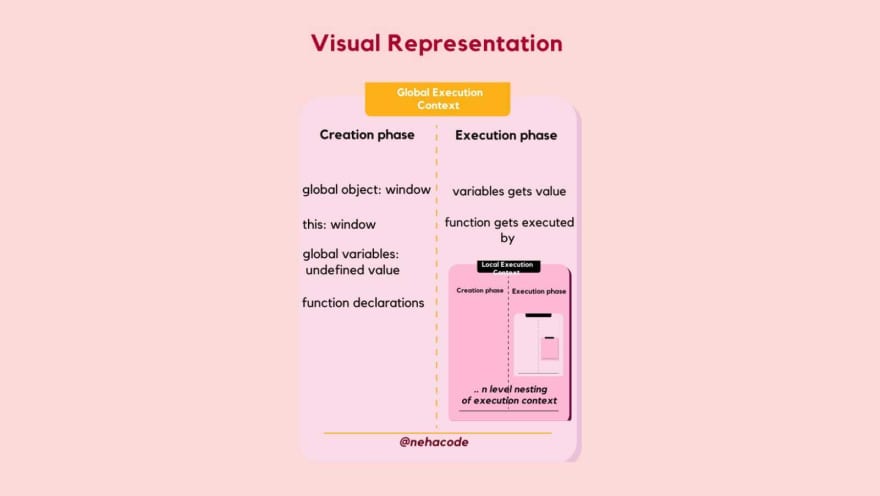 Visual Representation
Global Execution
Context
Creation phase
Execution phase
global object: window
this: window
global variables:
undefined value
function declarations
variables gets value
function gets executed
by
Local Execution
Context
Creation phase
Execution phase
.. n level nesting
of execution context
@nehacode